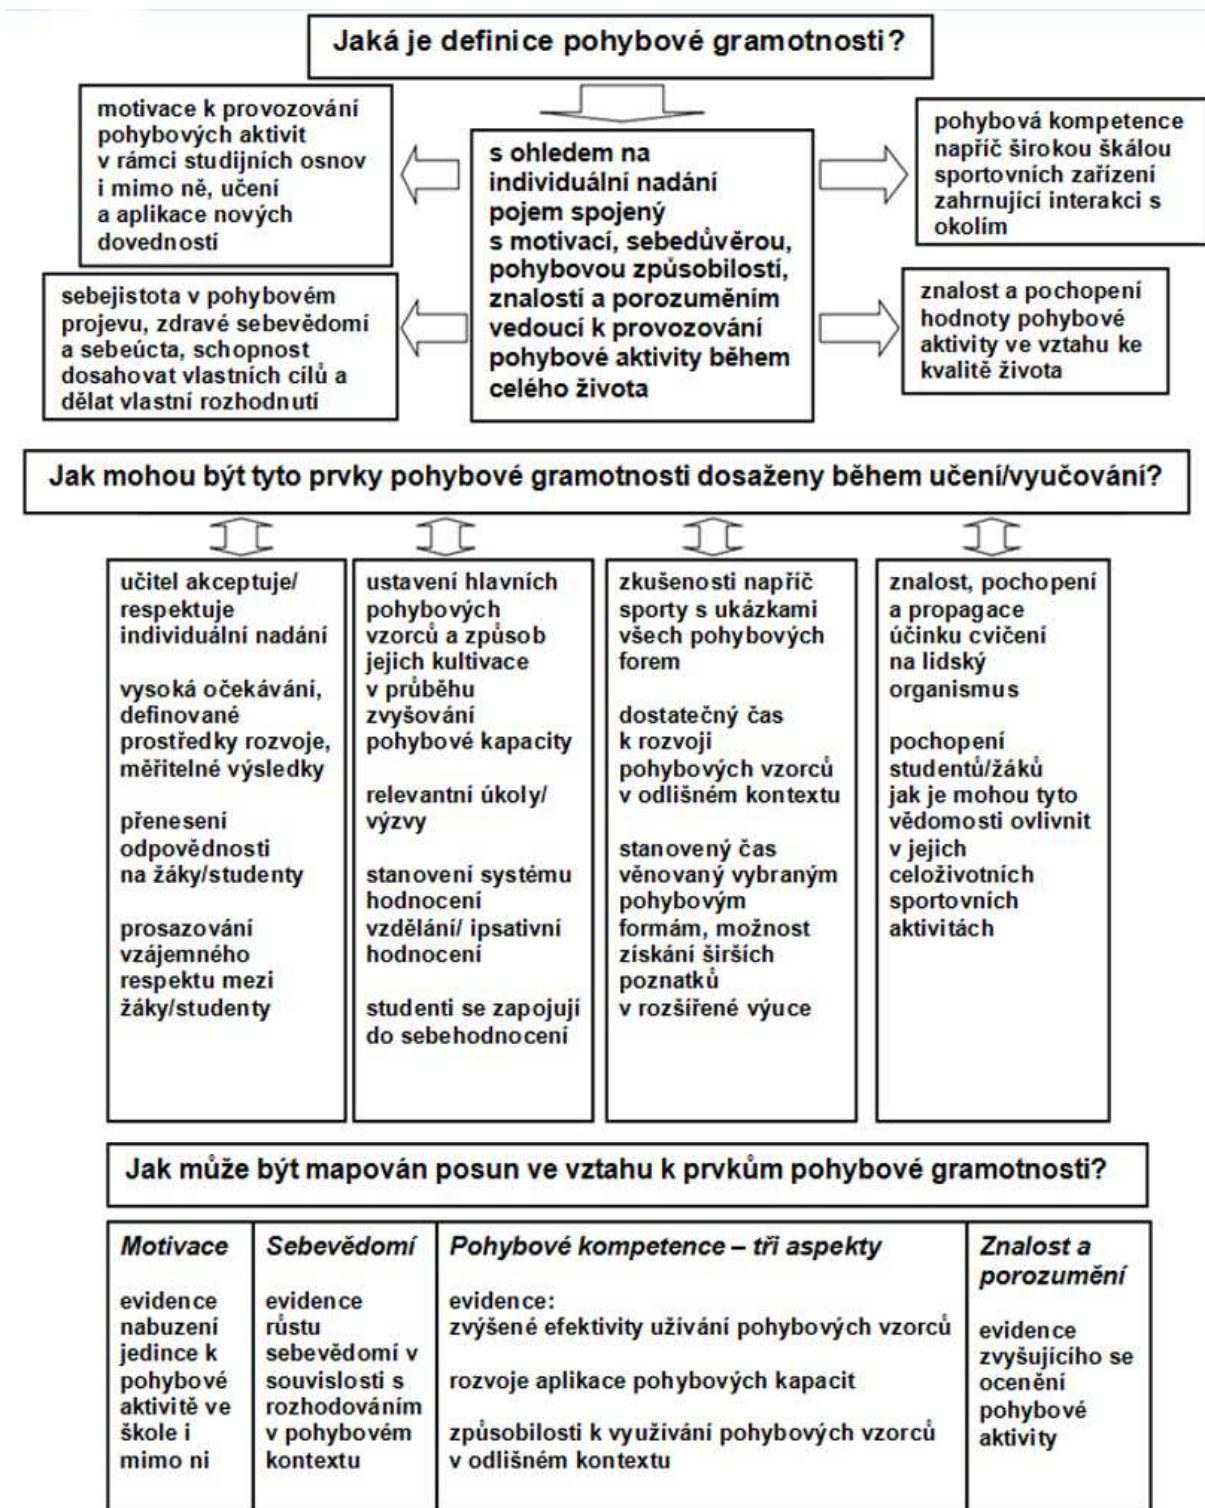 Jaká je definice pohybové gramotnosti?
motivace k provozování
pohybových aktivit
v rámci studijních osnov
i mimo ně, učení
a aplikace nových
dovedností
sebejistota v pohybovém
projevu, zdravé sebevědomí
a sebeúcta, schopnost
dosahovat vlastních cílů a
dělat vlastní rozhodnutí
s ohledem na
individuální nadání
pojem spojený
s motivací, sebedůvěrou,
pohybovou způsobilostí,
znalostí a porozuměním
vedoucí k provozování
pohybové aktivity během
celého života
pohybová kompetence
napříč širokou škálou
sportovních zařízení
zahrnující interakci s
okolím
znalost a pochopení
hodnoty pohybové
aktivity ve vztahu ke
kvalitě života
Jak mohou být tyto prvky pohybové gramotnosti dosaženy během učení/vyučování?
učitel akceptuje/
respektuje
individuální nadání
vysoká očekávání,
definované
prostředky rozvoje,
měřitelné výsledky
přenesení
odpovědnosti
na žáky/studenty
prosazování
vzájemného
respektu mezi
žáky/studenty
ustavení hlavních
pohybových
vzorců a způsob
jejich kultivace
v průběhu
zvyšování
pohybové kapacity
relevantní úkoly/
výzvy
stanovení systému
hodnocení
vzdělání/ ipsativní
hodnocení
studenti se zapojují
do sebehodnocení
zkušenosti napříč
sporty s ukázkami
všech pohybových
forem
dostatečný čas
k rozvoji
pohybových vzorců
v odlišném kontextu
stanovený čas
věnovaný vybraným
pohybovým
formám, možnost
získání širších
poznatků
v rozšířené výuce
znalost, pochopení
a propagace
účinku cvičení
na lidský
organismus
pochopení
studentů/žáků
jak je mohou tyto
vědomosti ovlivnit
v jejich
celoživotních
sportovních
aktivitách
Jak může být mapován posun ve vztahu k prvkům pohybové gramotnosti?
Motivace
evidence
nabuzení
jedince k
pohybové
aktivitě ve
škole i
mimo ni
Sebevědomí
evidence
růstu
sebevědomí v
souvislosti s
rozhodováním
v pohybovém
kontextu
Pohybové kompetence – tři aspekty
evidence:
zvýšené efektivity užívání pohybových vzorců
rozvoje aplikace pohybových kapacit
způsobilosti k využívání pohybových vzorců
v odlišném kontextu
Znalost a
porozumění
evidence
zvyšujícího se
ocenění
pohybové
aktivity